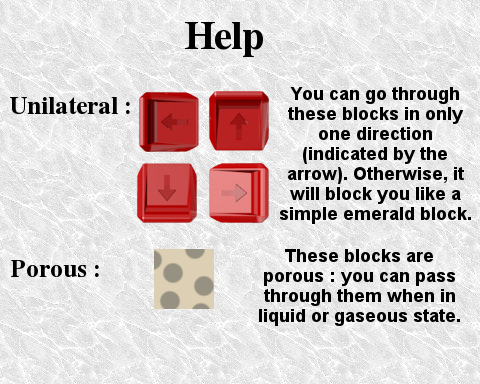 Help
Unilateral :
You can go through
these blocks in only
one direction
(indicated by the
arrow). Otherwise, it
will block you like a
simple emerald block.
Porous :
These blocks are
porous : you can pass
through them when in
liquid or gaseous state.